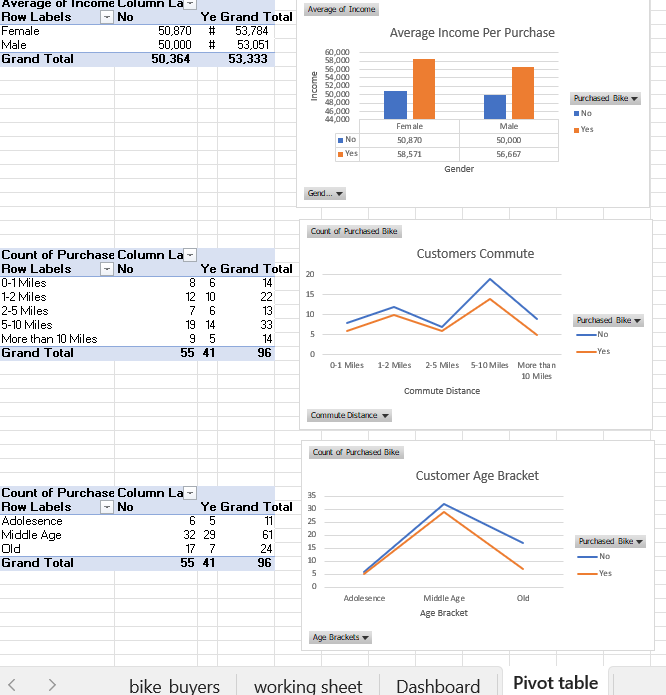 Average of Income Column La
Row Labels No Ye Grand Total
Female 50,870 # 53,784
Male 50,000 # 53,051
Grand Total 50,364 53,333
Average of Income
Average Income Per Purchase
60,000
58,000
56,000
54,000
52,000
50,000
48,000
46,000
44,000
Income
Female Male
No 50,870 50,000
Yes 58,571 56,667
Gender
Purchased Bike
No
Yes
Gend...
Count of Purchase Column La
Row Labels No Ye Grand Total
0-1 Miles 8 6 14
1-2 Miles 12 10 22
2-5 Miles 7 6 13
5-10 Miles 19 14 33
More than 10 Miles 9 5 14
Grand Total 55 41 96
Count of Purchased Bike
Customers Commute
20
15
10
5
0
0-1 Miles 1-2 Miles 2-5 Miles 5-10 Miles More than
10 Miles
Commute Distance
Purchased Bike
No
Yes
Commute Distance
Count of Purchase Column La
Row Labels No Ye Grand Total
Adolesence 6 5 11
Middle Age 32 29 61
Old 17 7 24
Grand Total 55 41 96
Count of Purchased Bike
Customer Age Bracket
35
30
25
20
15
10
5
0
Adolesence Middle Age Old
Age Bracket
Purchased Bike
No
Yes
Age Brackets
bike_buyers working sheet Dashboard Pivot table